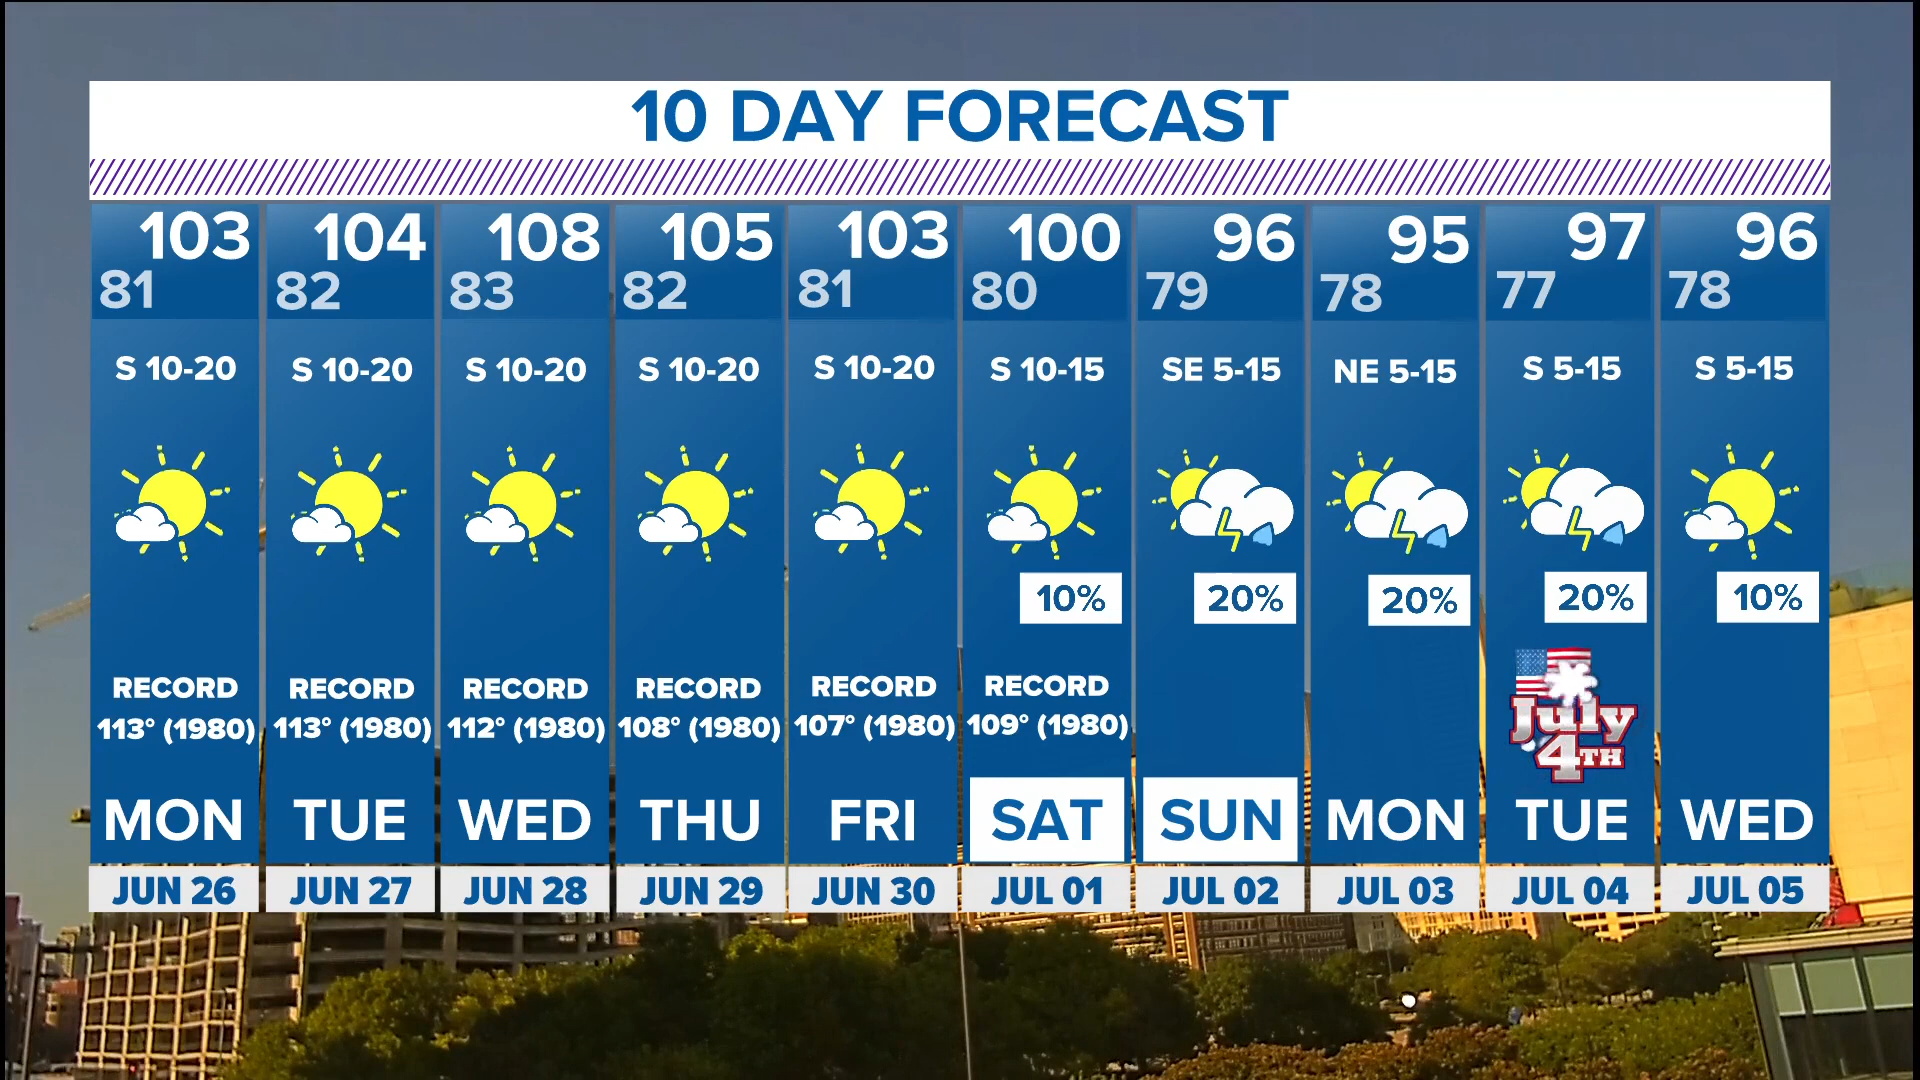 10 DAY FORECAST
103 104 108 105 103 100 96 95 97 96
81 82 83 82 81 80 79 78 77 78
S 10-20 S 10-20 S 10-20 S 10-20 S 10-20 S 10-15 SE 5-15 NE 5-15 S 5-15 S 5-15
10% 20% 20% 20% 10%
RECORD RECORD RECORD RECORD RECORD RECORD
113° (1980) 113° (1980) 112° (1980) 108° (1980) 107° (1980) 109° (1980)
July
4TH
MON TUE WED THU FRI SAT SUN MON TUE WED
JUN 26 JUN 27 JUN 28 JUN 29 JUN 30 JUL 01 JUL 02 JUL 03 JUL 04 JUL 05